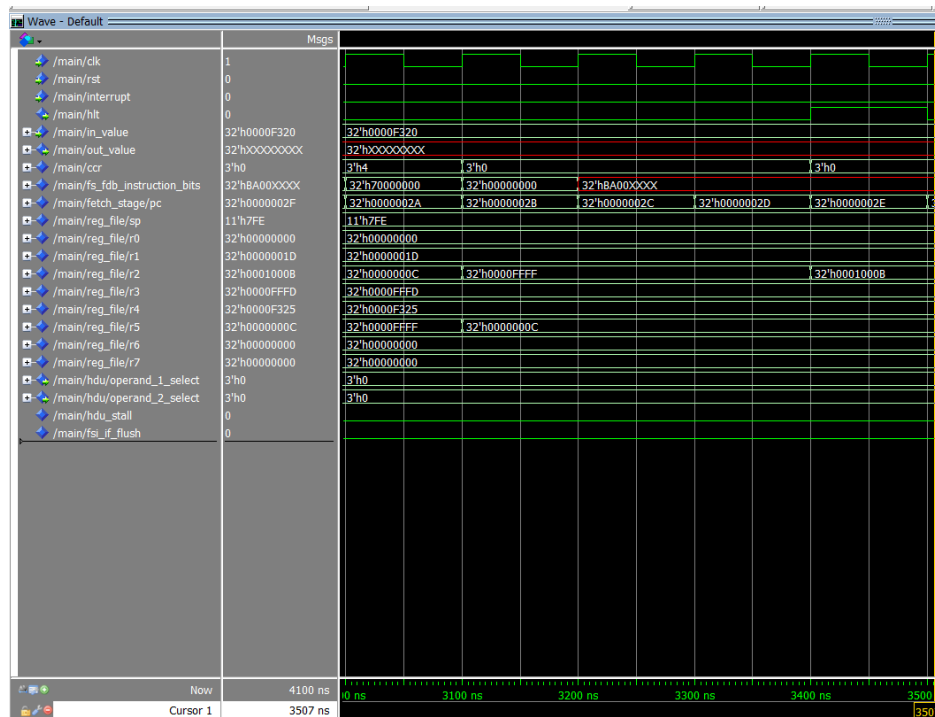 Wave - Default
Msgs
/main/clk 1
/main/rst 0
/main/interrupt 0
/main/hlt 0
/main/in_value 32'h0000F320 32'h0000F320
/main/out_value 32'hXXXXXXXX 32'hXXXXXXXX
/main/ccr 3'h0 3'h4 3'h0 3'h0
/main/fs_fdb_instruction_bits 32'hBA00XXXX 32'h70000000 32'h00000000 32'hBA00XXXX
/main/fetch_stage/pc 32'h0000002F 32'h0000002A 32'h0000002B 32'h0000002C 32'h0000002D 32'h0000002E
/main/reg_file/sp 11'h7FE 11'h7FE
/main/reg_file/r0 32'h00000000 32'h00000000
/main/reg_file/r1 32'h0000001D 32'h0000001D
/main/reg_file/r2 32'h0001000B 32'h0000000C 32'h0000FFFF 32'h0001000B
/main/reg_file/r3 32'h0000FFFD 32'h0000FFFD
/main/reg_file/r4 32'h0000F325 32'h0000F325
/main/reg_file/r5 32'h0000000C 32'h0000FFFF 32'h0000000C
/main/reg_file/r6 32'h00000000 32'h00000000
/main/reg_file/r7 32'h00000000 32'h00000000
/main/hdu/operand_1_select 3'h0 3'h0
/main/hdu/operand_2_select 3'h0 3'h0
/main/hdu_stall 0
/main/fsi_if_flush 0
Now 4100 ns 3100 ns 3200 ns 3300 ns 3400 ns 3500
Cursor 1 3507 ns 350